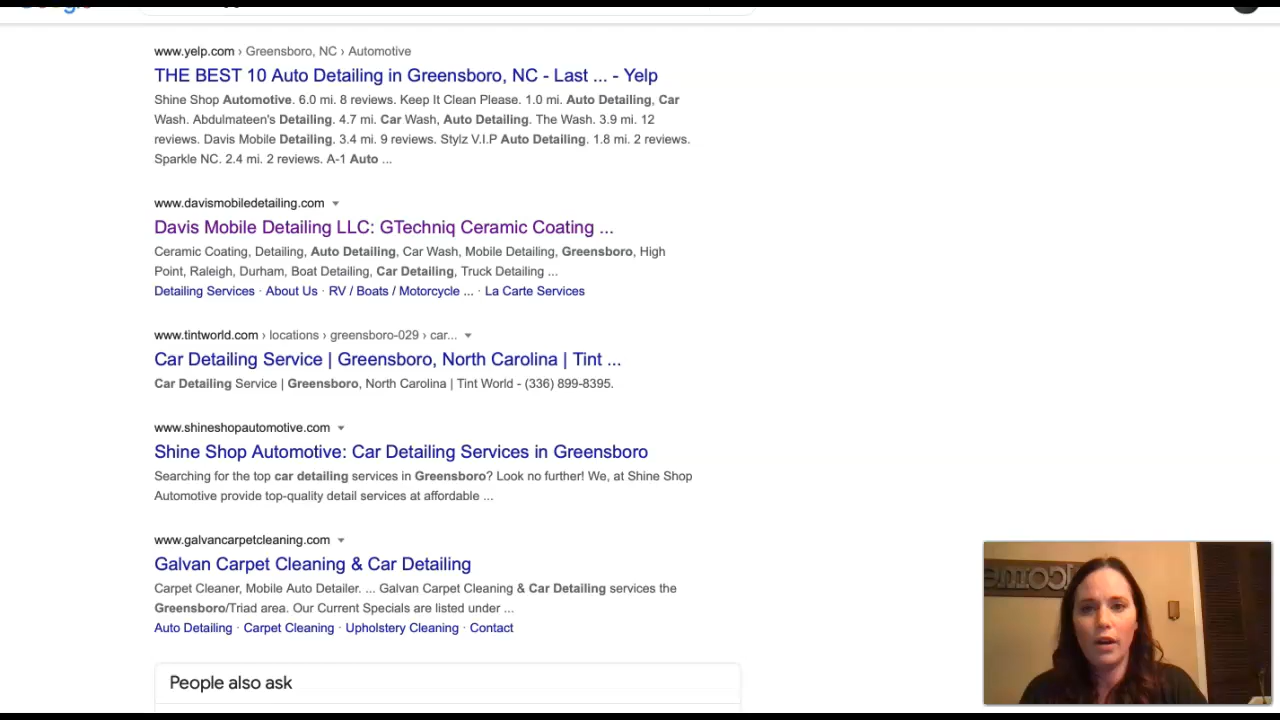 www.yelp.com › Greensboro, NC › Automotive
THE BEST 10 Auto Detailing in Greensboro, NC - Last ... - Yelp
Shine Shop Automotive. 6.0 mi. 8 reviews. Keep It Clean Please. 1.0 mi. Auto Detailing, Car
Wash. Abdulmateen's Detailing. 4.7 mi. Car Wash, Auto Detailing. The Wash. 3.9 mi. 12
reviews. Davis Mobile Detailing. 3.4 mi. 9 reviews. Stylz V.I.P Auto Detailing. 1.8 mi. 2 reviews.
Sparkle NC. 2.4 mi. 2 reviews. A-1 Auto ...
www.davismobiledetailing.com
Davis Mobile Detailing LLC: GTechniq Ceramic Coating ...
Ceramic Coating, Detailing, Auto Detailing, Car Wash, Mobile Detailing, Greensboro, High
Point, Raleigh, Durham, Boat Detailing, Car Detailing, Truck Detailing ...
Detailing Services · About Us · RV / Boats / Motorcycle ... · La Carte Services
www.tintworld.com › locations › greensboro-029 › car...
Car Detailing Service | Greensboro, North Carolina | Tint ...
Car Detailing Service | Greensboro, North Carolina | Tint World - (336) 899-8395.
www.shineshopautomotive.com
Shine Shop Automotive: Car Detailing Services in Greensboro
Searching for the top car detailing services in Greensboro? Look no further! We, at Shine Shop
Automotive provide top-quality detail services at affordable ...
www.galvancarpetcleaning.com
Galvan Carpet Cleaning & Car Detailing
Carpet Cleaner, Mobile Auto Detailer. ... Galvan Carpet Cleaning & Car Detailing services the
Greensboro/Triad area. Our Current Specials are listed under ...
Auto Detailing · Carpet Cleaning · Upholstery Cleaning · Contact
People also ask